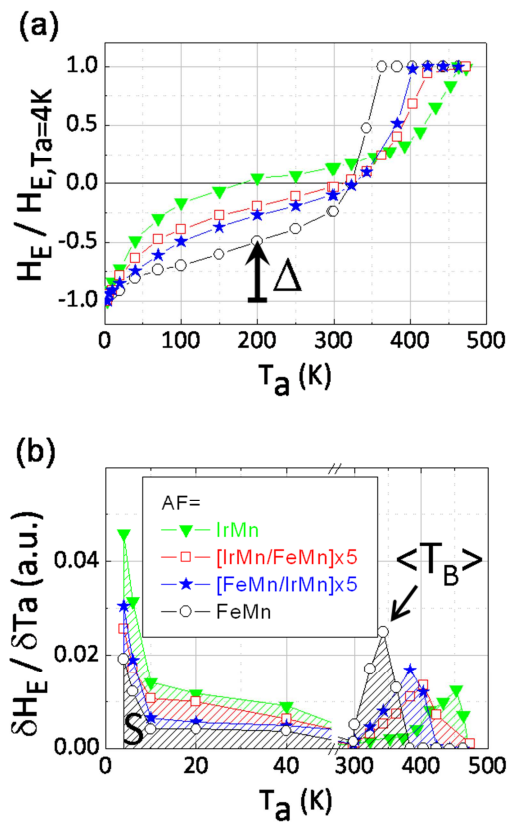 (a)
H_E / H_E,Ta=4K
1.0
0.5
0.0
-0.5
-1.0
Δ
0 100 200 300 400 500
T_a (K)
(b)
δH_E / δTa (a.u.)
0.04
0.02
0.00
AF=
IrMn
[IrMn/FeMn]x5
[FeMn/IrMn]x5
FeMn
<T_B>
S
0 20 40 300 400 500
T_a (K)